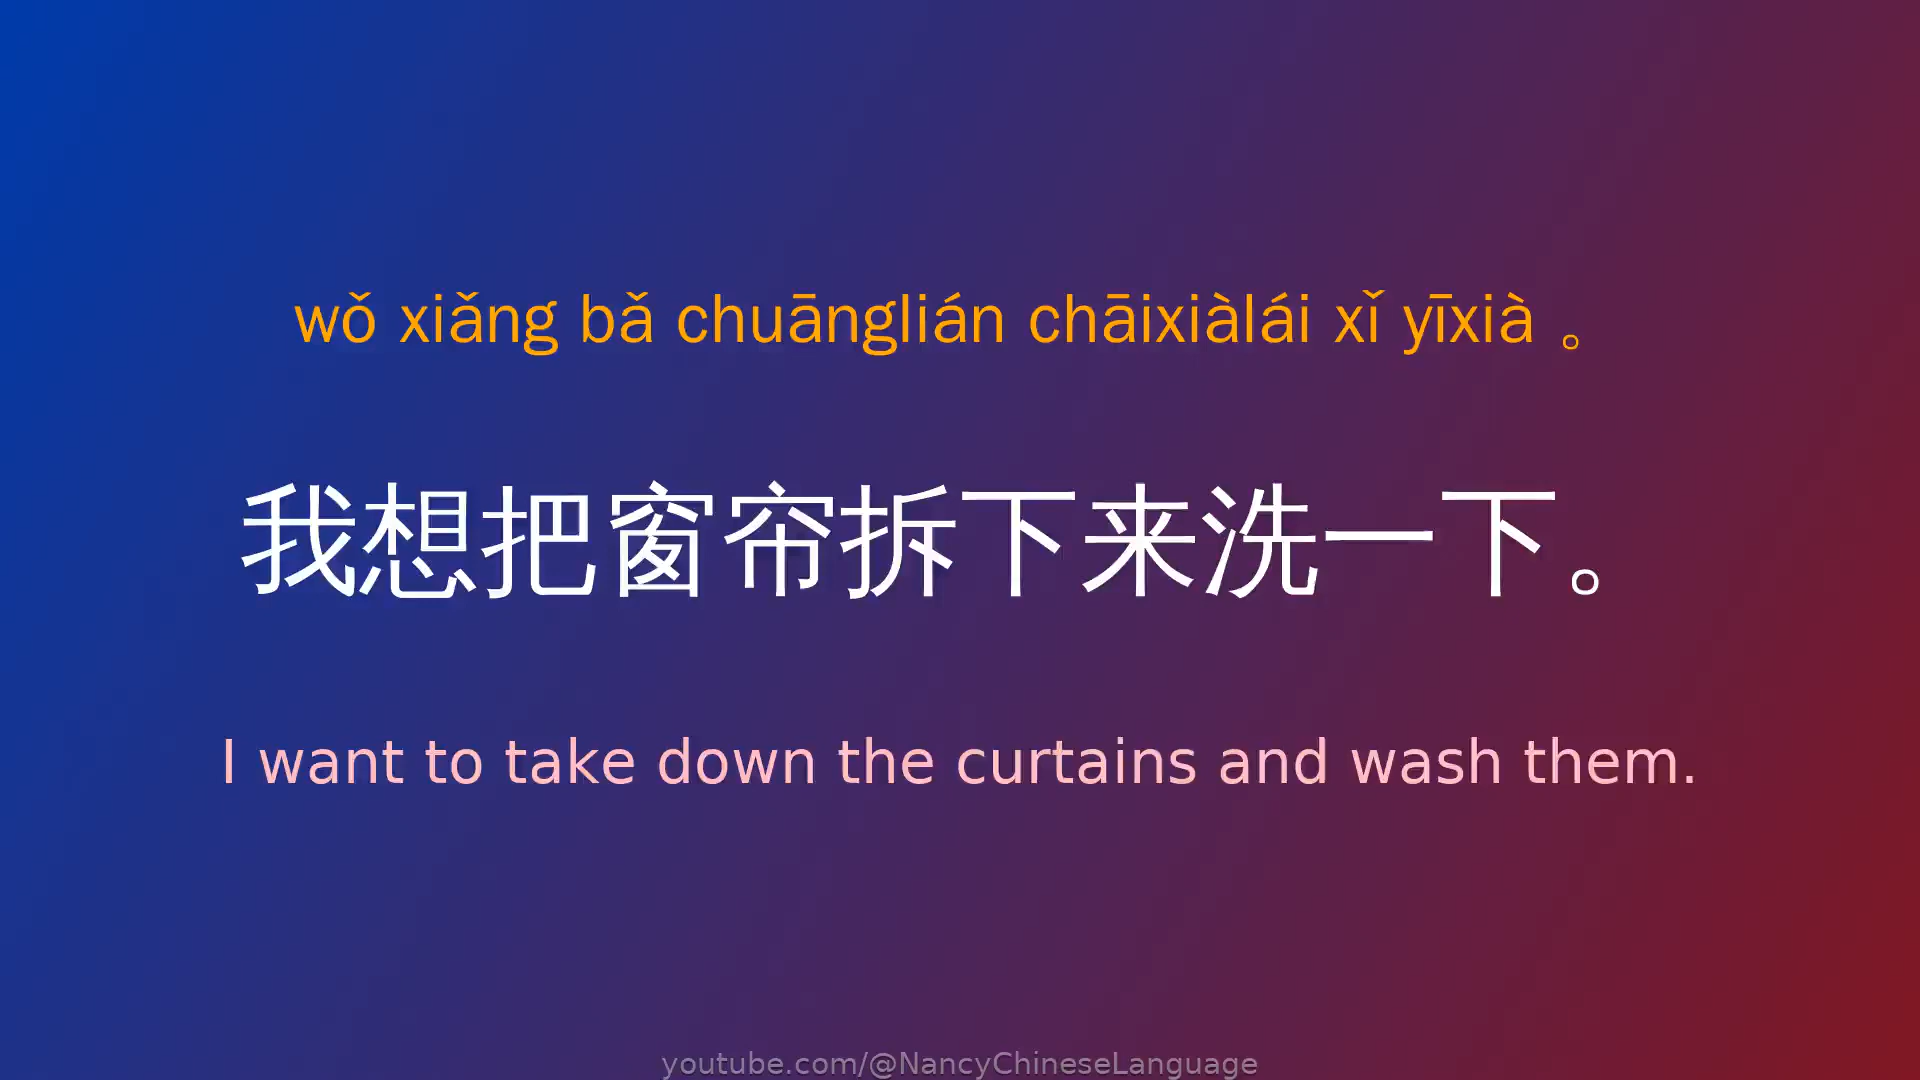 wǒ xiǎng bǎ chuānglián chāixiàlái xǐ yīxià 。
我想把窗帘拆下来洗一下。
I want to take down the curtains and wash them.
youtube.com/@NancyChineseLanguage